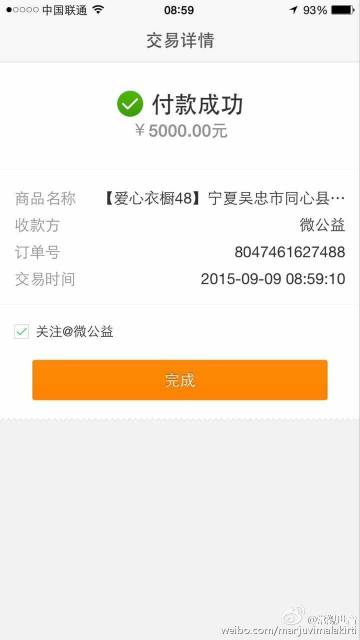 中国联通 08:59 93%
交易详情
付款成功
￥5000.00元
商品名称 【爱心衣橱48】宁夏吴忠市同心县…
收款方 微公益
订单号 8047461627488
交易时间 2015-09-09 08:59:10
关注@微公益
完成
weibo.com/marjuvimalakirti